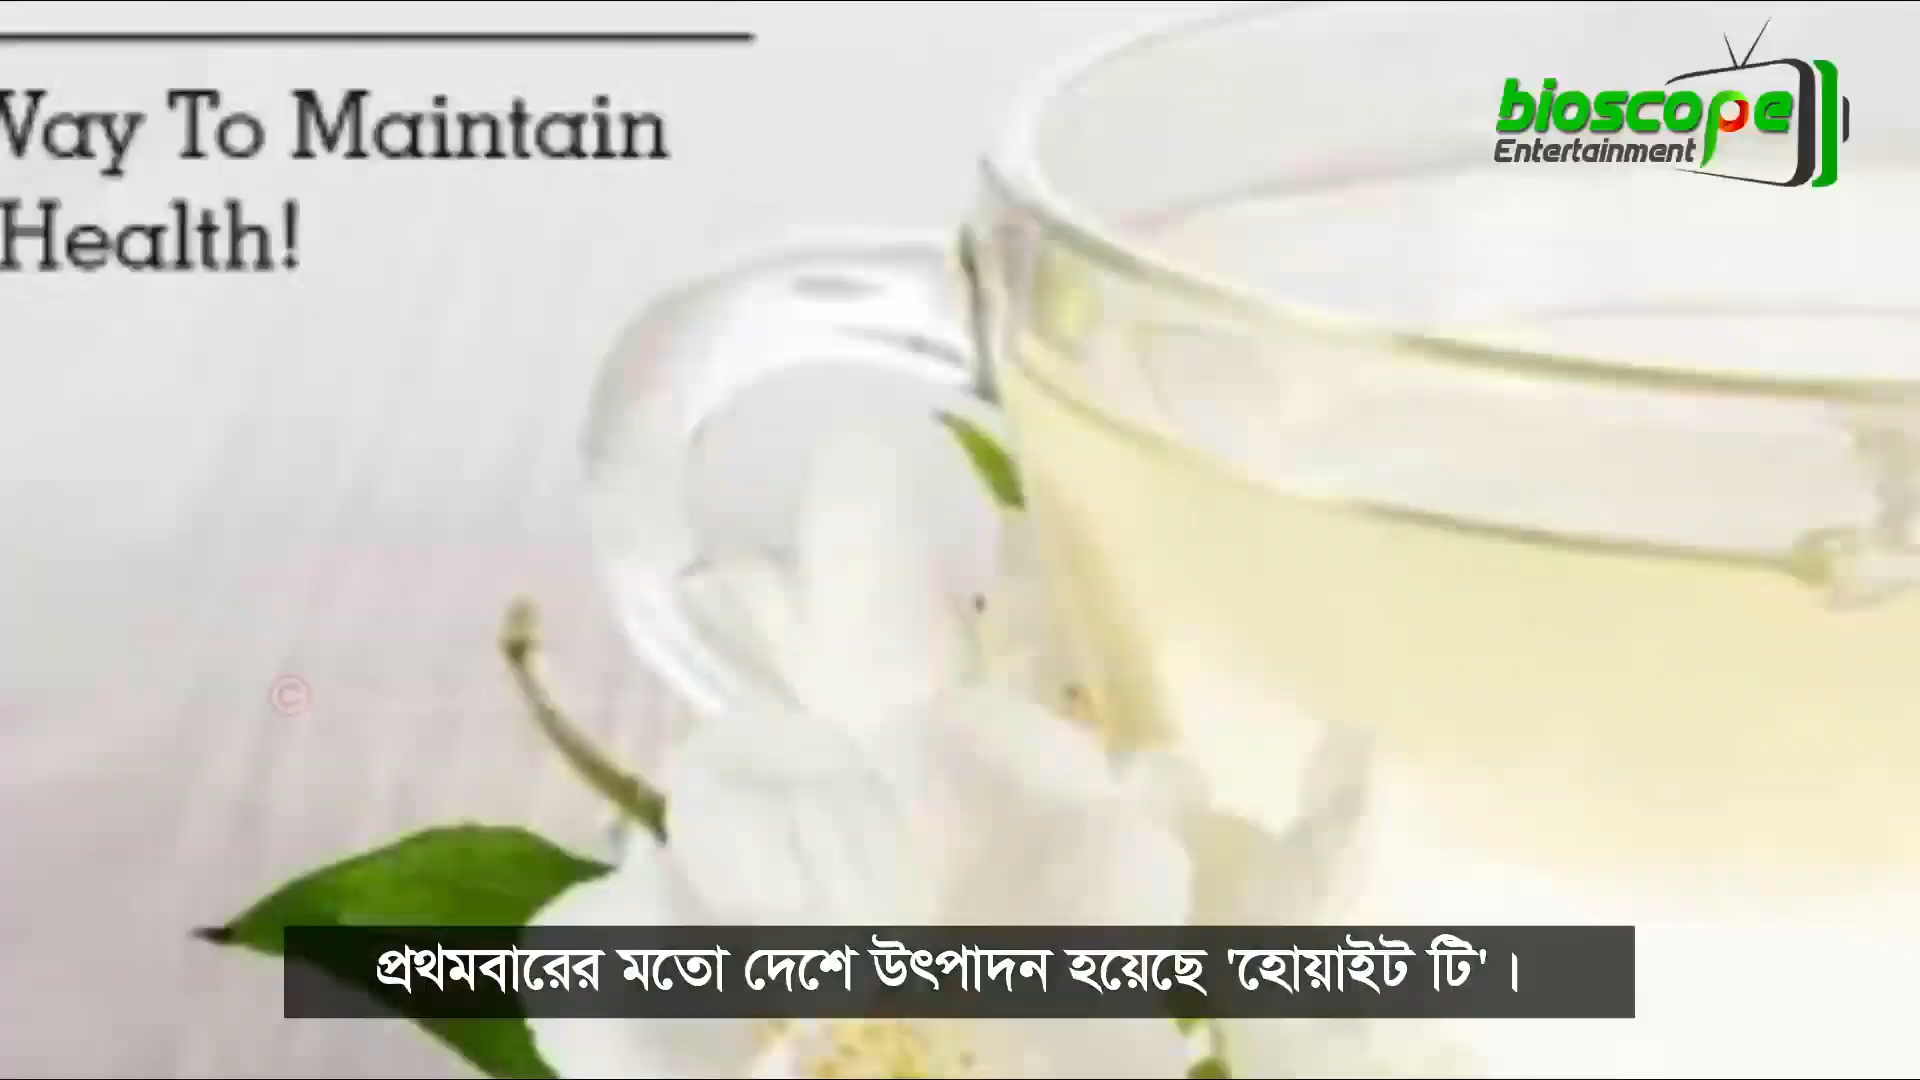 Way To Maintain
Health!
bioscope
Entertainment
©
প্রথমবারের মতো দেশে উৎপাদন হয়েছে 'হোয়াইট টি'।